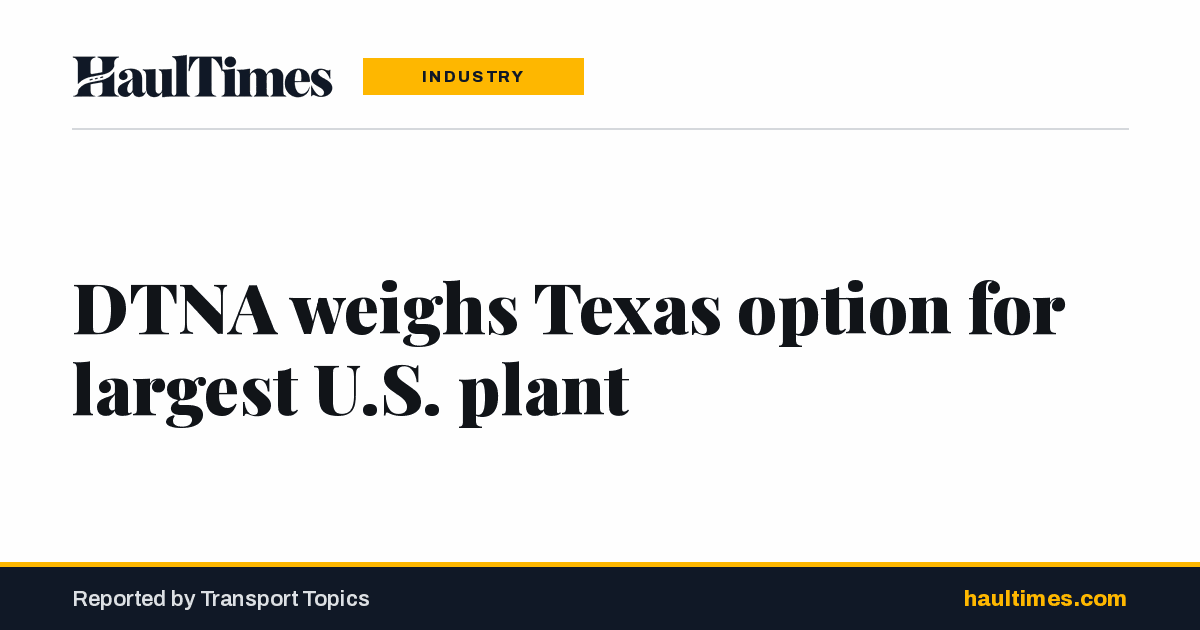 HaulTimes
INDUSTRY
DTNA weighs Texas option for
largest U.S. plant
Reported by Transport Topics
haultimes.com